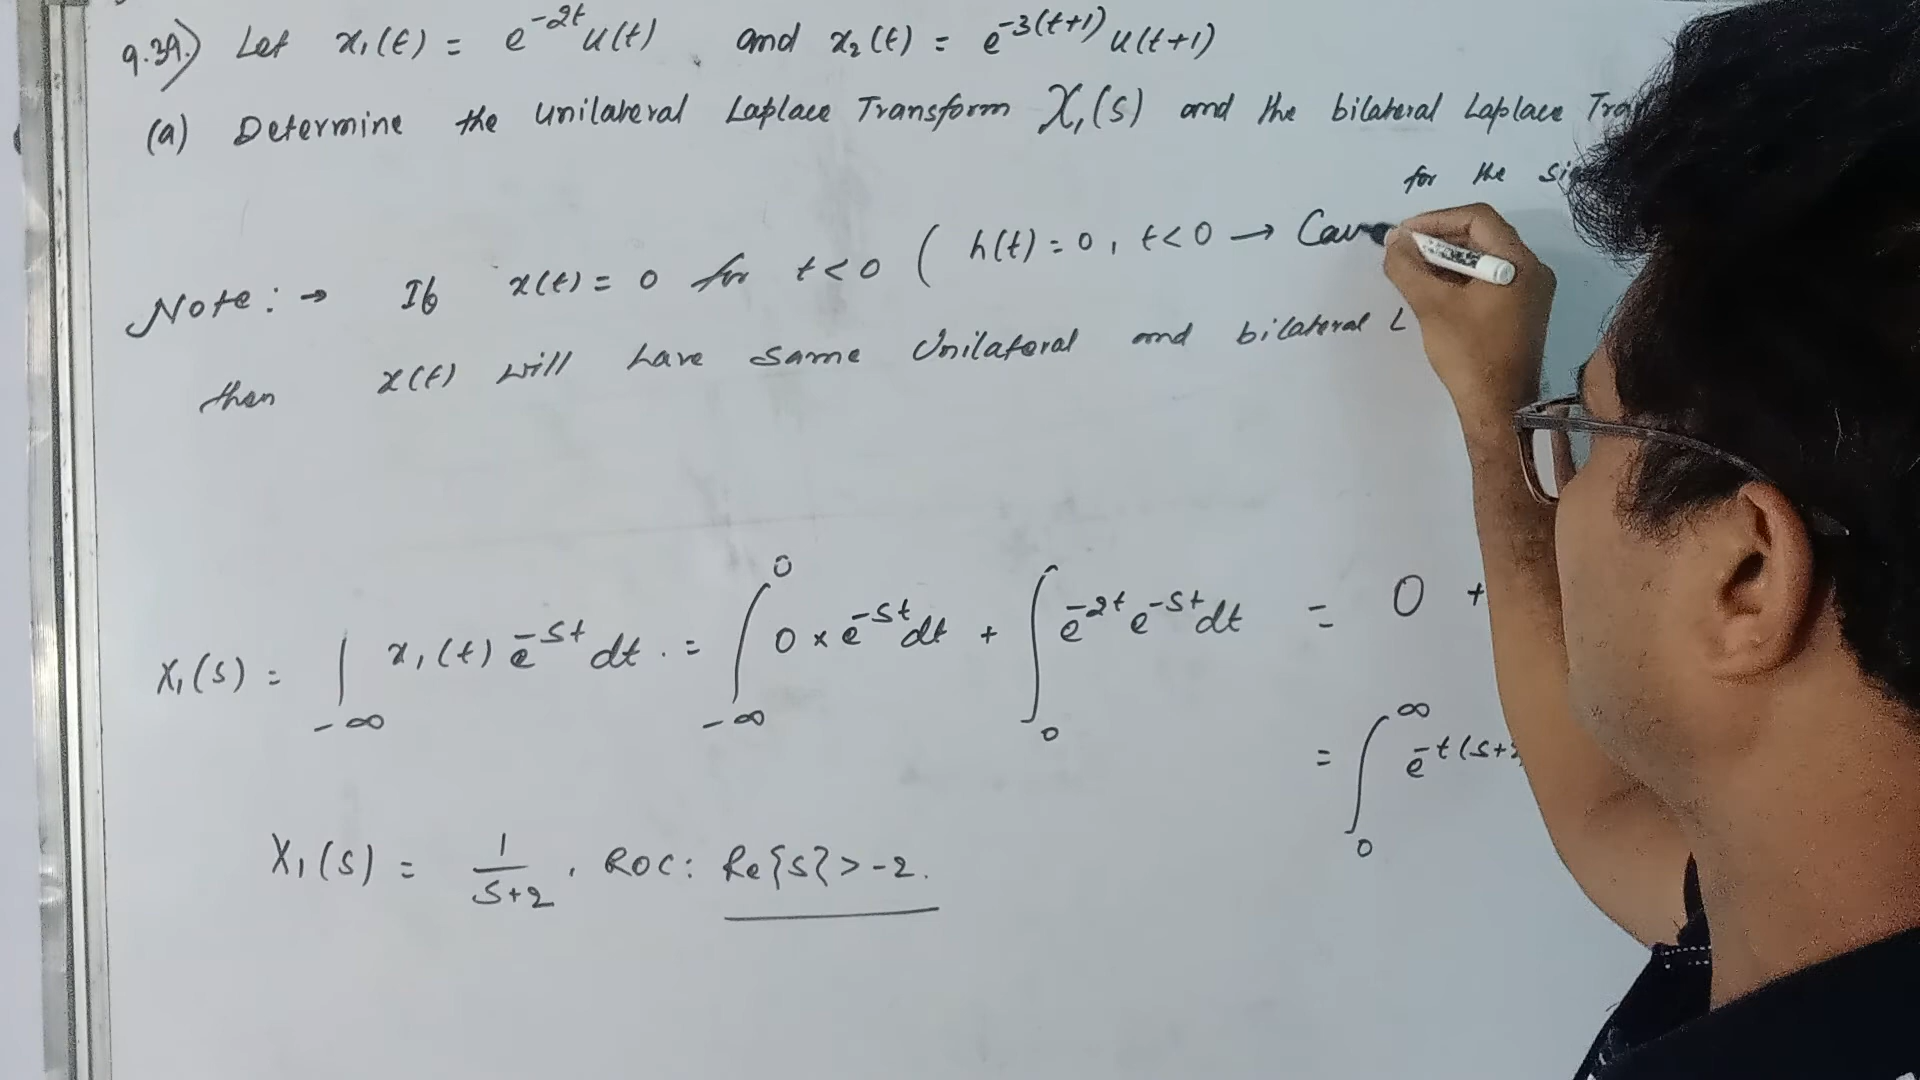 9.39.) Let x₁(t) = e^{-2t} u(t) and x₂(t) = e^{-3(t+1)} u(t+1)
(a) Determine the Unilateral Laplace Transform 𝒳₁(s) and the bilateral Laplace
for the
Note: → If x(t) = 0 for t<0 ( h(t) = 0, t<0 →
then x(t) will have same Unilateral and bilateral L
X₁(s) = ∫_{-∞} x₁(t) e^{-st} dt. = ∫_{-∞}^{0} 0 × e^{-st} dt + ∫_{0} e^{-2t} e^{-st} dt = 0 +
= ∫_{0}^{∞} e^{-t(s+
X₁(s) = 1/(s+2), ROC: Re{s} > -2.